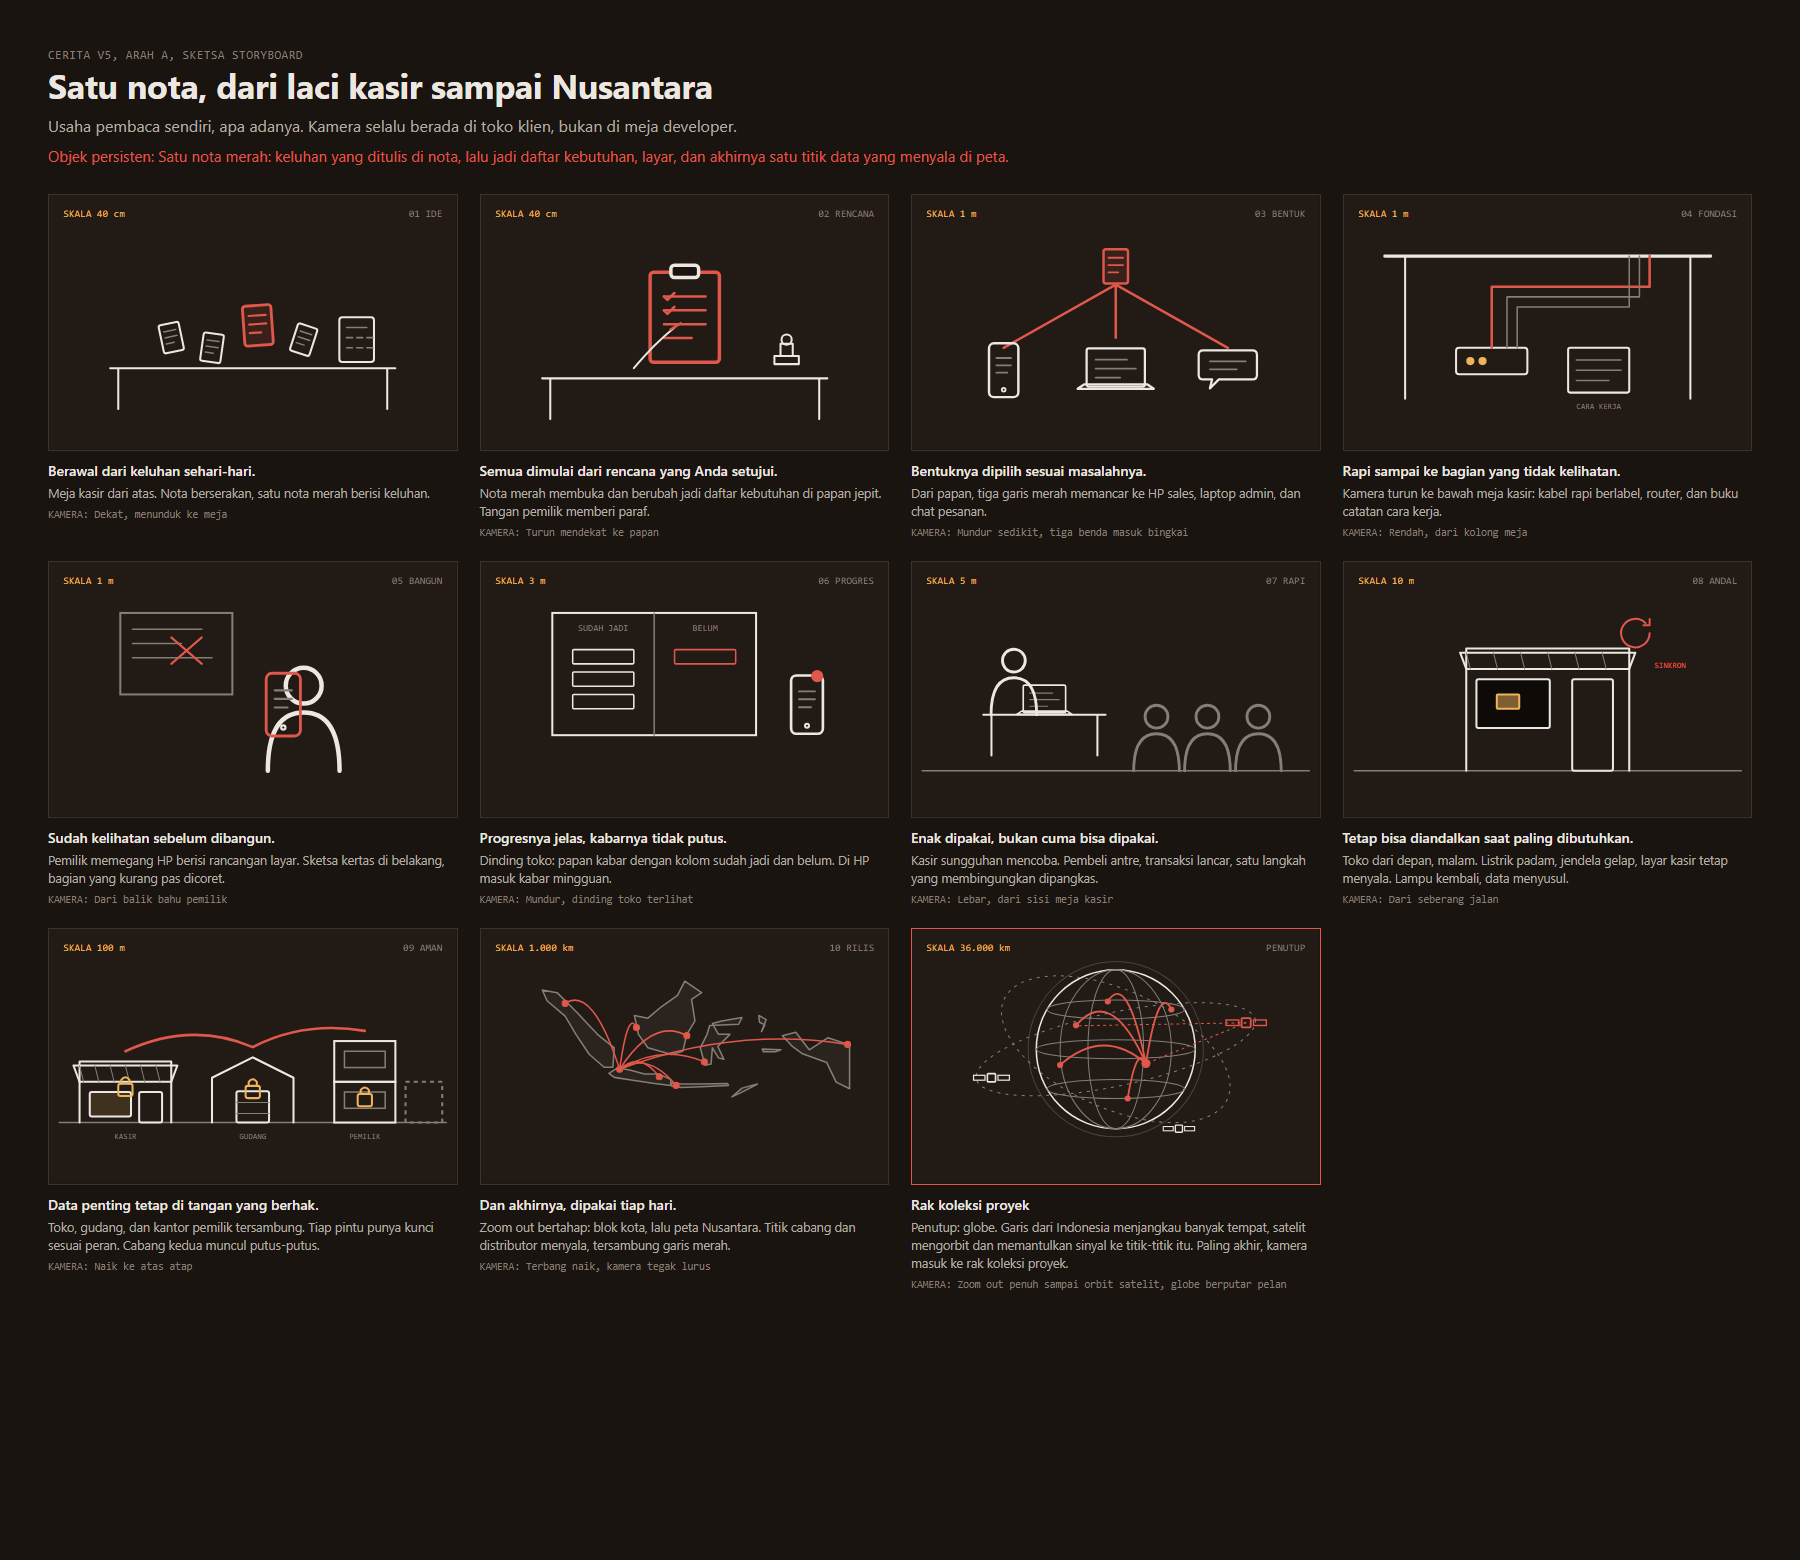 CERITA V5, ARAH A, SKETSA STORYBOARD
Satu nota, dari laci kasir sampai Nusantara
Usaha pembaca sendiri, apa adanya. Kamera selalu berada di toko klien, bukan di meja developer.
Objek persisten: Satu nota merah: keluhan yang ditulis di nota, lalu jadi daftar kebutuhan, layar, dan akhirnya satu titik data yang menyala di peta.
SKALA 40 cm
01 IDE
Berawal dari keluhan sehari-hari.
Meja kasir dari atas. Nota berserakan, satu nota merah berisi keluhan.
KAMERA: Dekat, menunduk ke meja
SKALA 40 cm
02 RENCANA
Semua dimulai dari rencana yang Anda setujui.
Nota merah membuka dan berubah jadi daftar kebutuhan di papan jepit.
Tangan pemilik memberi paraf.
KAMERA: Turun mendekat ke papan
SKALA 1 m
03 BENTUK
Bentuknya dipilih sesuai masalahnya.
Dari papan, tiga garis merah memancar ke HP sales, laptop admin, dan
chat pesanan.
KAMERA: Mundur sedikit, tiga benda masuk bingkai
SKALA 1 m
04 FONDASI
CARA KERJA
Rapi sampai ke bagian yang tidak kelihatan.
Kamera turun ke bawah meja kasir: kabel rapi berlabel, router, dan buku
catatan cara kerja.
KAMERA: Rendah, dari kolong meja
SKALA 1 m
05 BANGUN
Sudah kelihatan sebelum dibangun.
Pemilik memegang HP berisi rancangan layar. Sketsa kertas di belakang,
bagian yang kurang pas dicoret.
KAMERA: Dari balik bahu pemilik
SKALA 3 m
06 PROGRES
SUDAH JADI
BELUM
Progresnya jelas, kabarnya tidak putus.
Dinding toko: papan kabar dengan kolom sudah jadi dan belum. Di HP
masuk kabar mingguan.
KAMERA: Mundur, dinding toko terlihat
SKALA 5 m
07 RAPI
Enak dipakai, bukan cuma bisa dipakai.
Kasir sungguhan mencoba. Pembeli antre, transaksi lancar, satu langkah
yang membingungkan dipangkas.
KAMERA: Lebar, dari sisi meja kasir
SKALA 10 m
08 ANDAL
SINKRON
Tetap bisa diandalkan saat paling dibutuhkan.
Toko dari depan, malam. Listrik padam, jendela gelap, layar kasir tetap
menyala. Lampu kembali, data menyusul.
KAMERA: Dari seberang jalan
SKALA 100 m
09 AMAN
KASIR
GUDANG
PEMILIK
Data penting tetap di tangan yang berhak.
Toko, gudang, dan kantor pemilik tersambung. Tiap pintu punya kunci
sesuai peran. Cabang kedua muncul putus-putus.
KAMERA: Naik ke atas atap
SKALA 1.000 km
10 RILIS
Dan akhirnya, dipakai tiap hari.
Zoom out bertahap: blok kota, lalu peta Nusantara. Titik cabang dan
distributor menyala, tersambung garis merah.
KAMERA: Terbang naik, kamera tegak lurus
SKALA 36.000 km
PENUTUP
Rak koleksi proyek
Penutup: globe. Garis dari Indonesia menjangkau banyak tempat, satelit
mengorbit dan memantulkan sinyal ke titik-titik itu. Paling akhir, kamera
masuk ke rak koleksi proyek.
KAMERA: Zoom out penuh sampai orbit satelit, globe berputar pelan